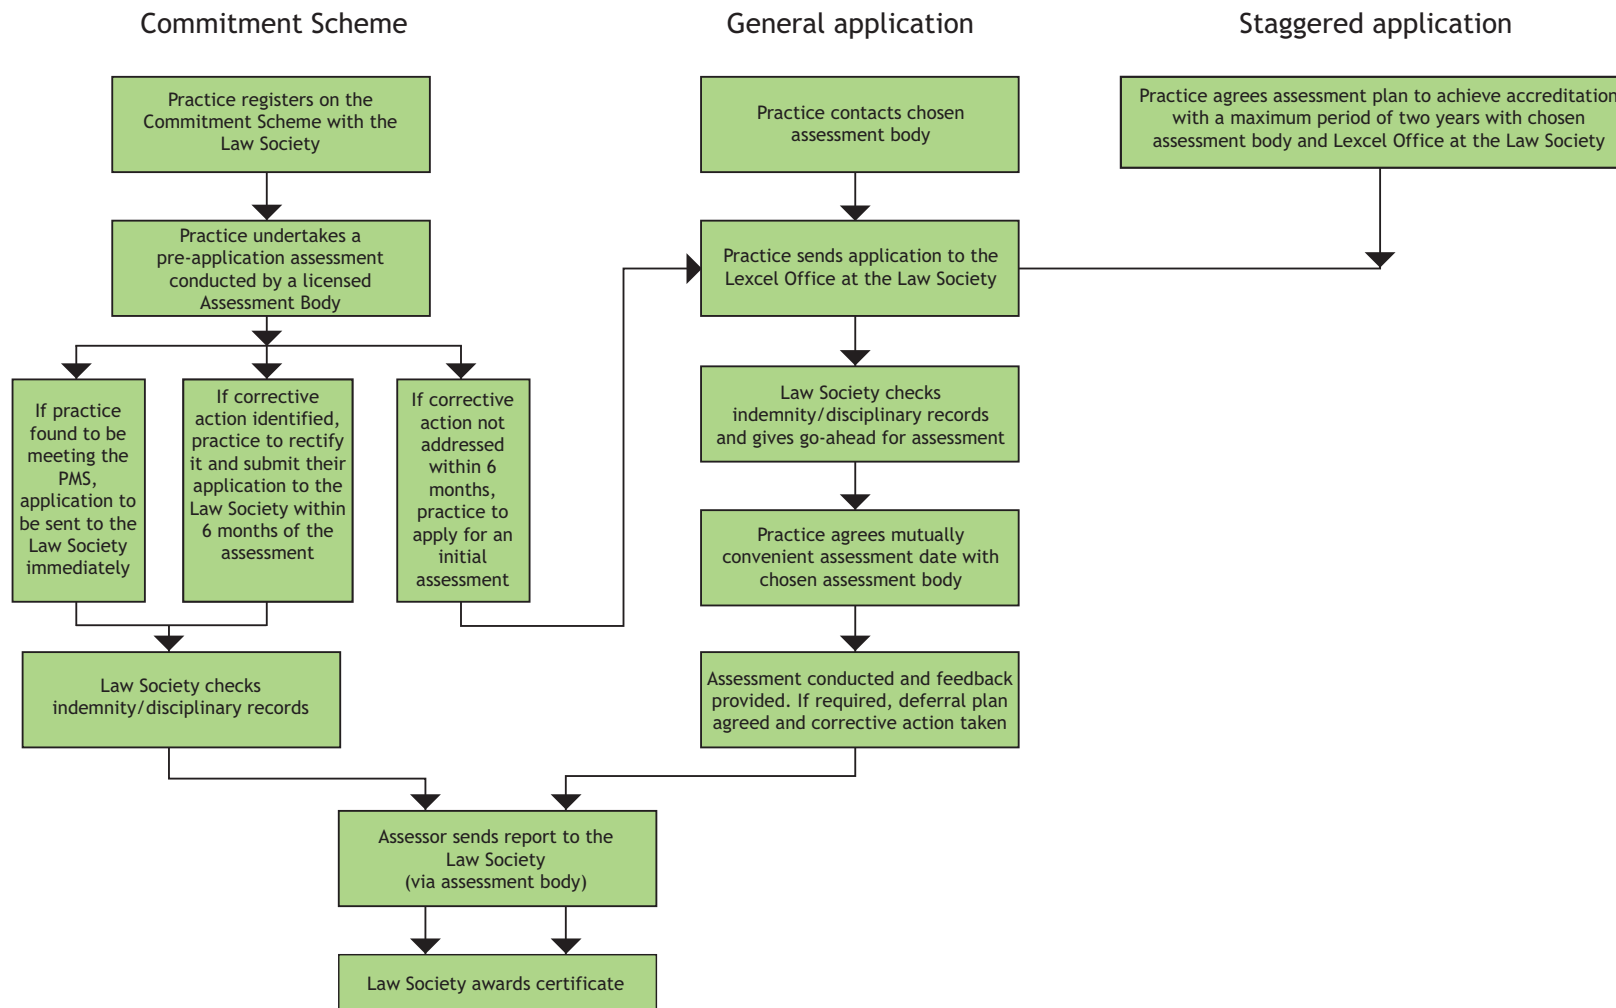 Commitment Scheme
General application
Staggered application
Practice registers on the
Commitment Scheme with the
Law Society
Practice contacts chosen
assessment body
Practice agrees assessment plan to achieve accreditation
with a maximum period of two years with chosen
assessment body and Lexcel Office at the Law Society
Practice undertakes a
pre-application assessment
conducted by a licensed
Assessment Body
Practice sends application to the
Lexcel Office at the Law Society
If practice
found to be
meeting the
PMS,
application to
be sent to the
Law Society
immediately
If corrective
action identified,
practice to rectify
it and submit their
application to the
Law Society within
6 months of the
assessment
If corrective
action not
addressed
within 6
months,
practice to
apply for an
initial
assessment
Law Society checks
indemnity/disciplinary records
and gives go-ahead for assessment
Practice agrees mutually
convenient assessment date with
chosen assessment body
Law Society checks
indemnity/disciplinary records
Assessment conducted and feedback
provided. If required, deferral plan
agreed and corrective action taken
Assessor sends report to the
Law Society
(via assessment body)
Law Society awards certificate